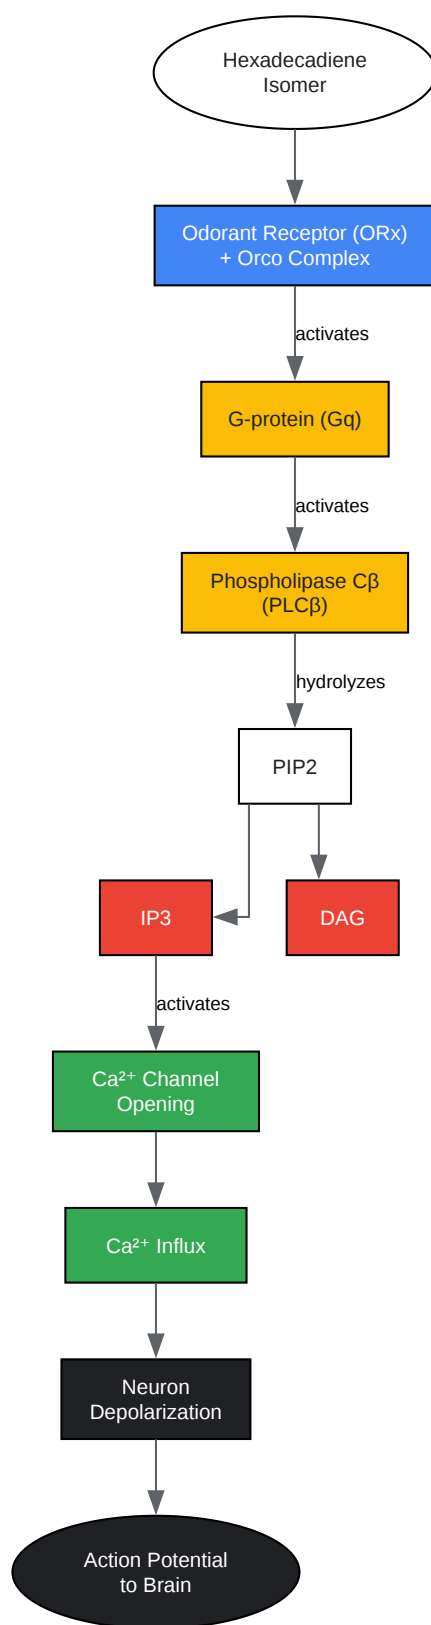 Hexadecadiene
Isomer
Odorant Receptor (ORx)
+ Orco Complex
activates
G-protein (Gq)
activates
Phospholipase Cβ
(PLCβ)
hydrolyzes
PIP2
IP3
DAG
activates
Ca²⁺ Channel
Opening
Ca²⁺ Influx
Neuron
Depolarization
Action Potential
to Brain